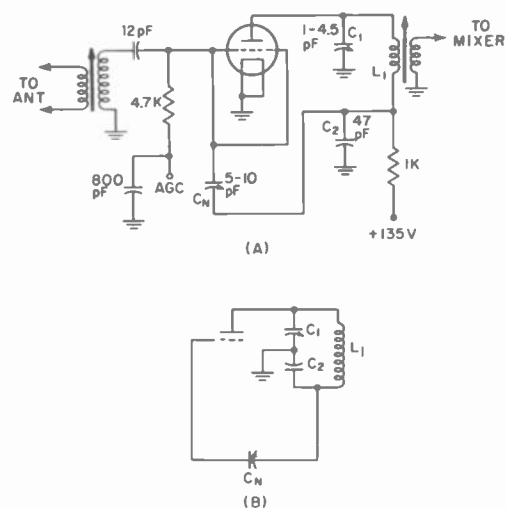 12pF
TO
ANT
4.7K
800
pF
AGC
1-4.5
pF
C1
L1
TO
MIXER
C2
47
pF
5-10
pF
CN
1K
+135V
(A)
C1
C2
L1
CN
(B)